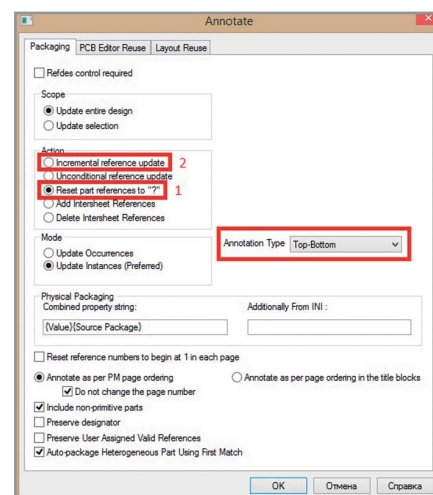 Annotate
Packaging PCB Editor Reuse Layout Reuse
Refdes control required
Scope
Update entire design
Update selection
Action
Incremental reference update 2
Unconditional reference update
Reset part references to "?" 1
Add Intersheet References
Delete Intersheet References
Mode
Update Occurrences
Update Instances (Preferred)
Annotation Type Top-Bottom
Physical Packaging
Combined property string: Additionally From INI :
{Value}{Source Package}
Reset reference numbers to begin at 1 in each page
Annotate as per PM page ordering Annotate as per page ordering in the title blocks
Do not change the page number
Include non-primitive parts
Preserve designator
Preserve User Assigned Valid References
Auto-package Heterogeneous Part Using First Match
OK Отмена Справка